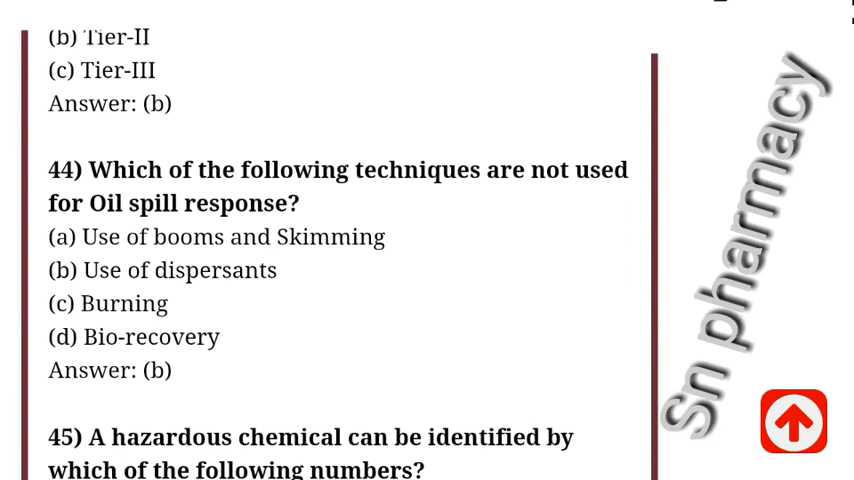 (b) Tier-II
(c) Tier-III
Answer: (b)
44) Which of the following techniques are not used
for Oil spill response?
(a) Use of booms and Skimming
(b) Use of dispersants
(c) Burning
(d) Bio-recovery
Answer: (b)
45) A hazardous chemical can be identified by
which of the following numbers?
Sn pharmacy